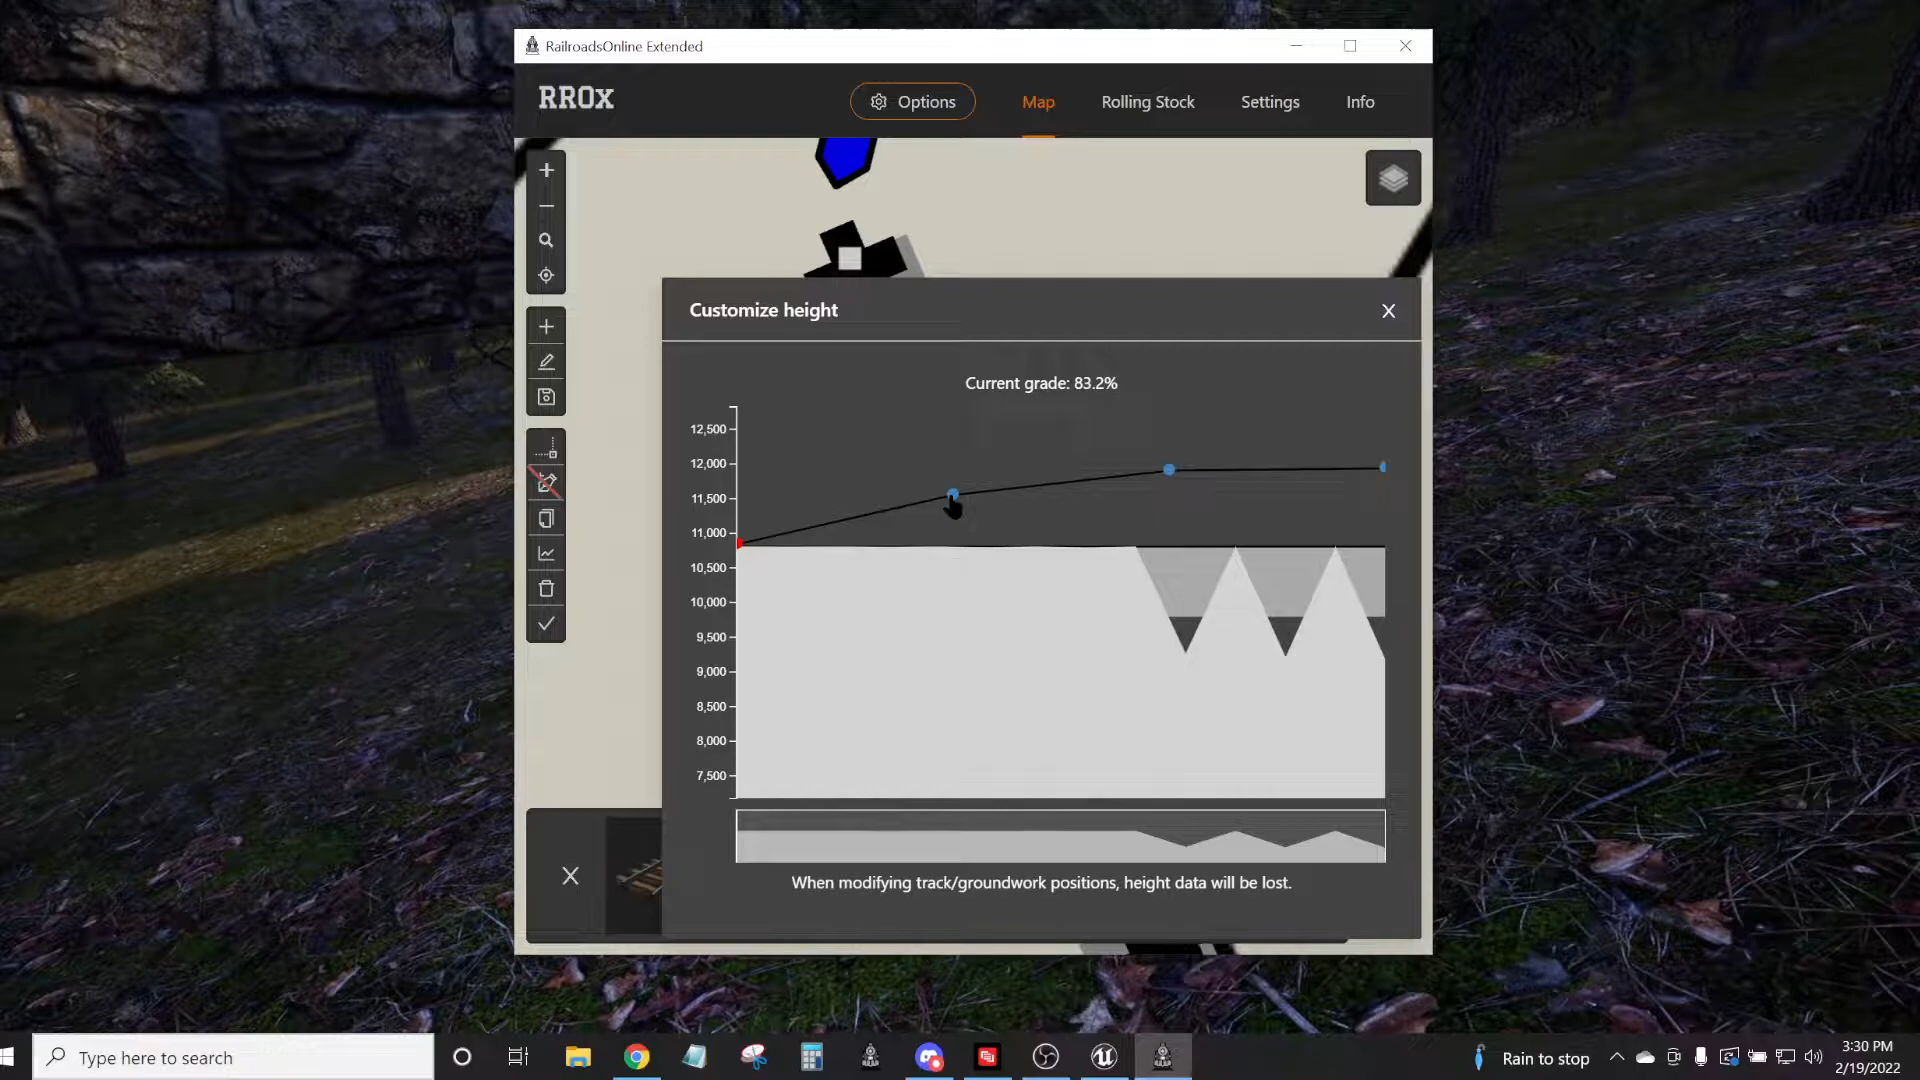 RailroadsOnline Extended
RROx
Options
Map
Rolling Stock
Settings
Info
Customize height
X
Current grade: 83.2%
12,500
12,000
11,500
11,000
10,500
10,000
9,500
9,000
8,500
8,000
7,500
X
When modifying track/groundwork positions, height data will be lost.
Type here to search
Rain to stop
3:30 PM
2/19/2022